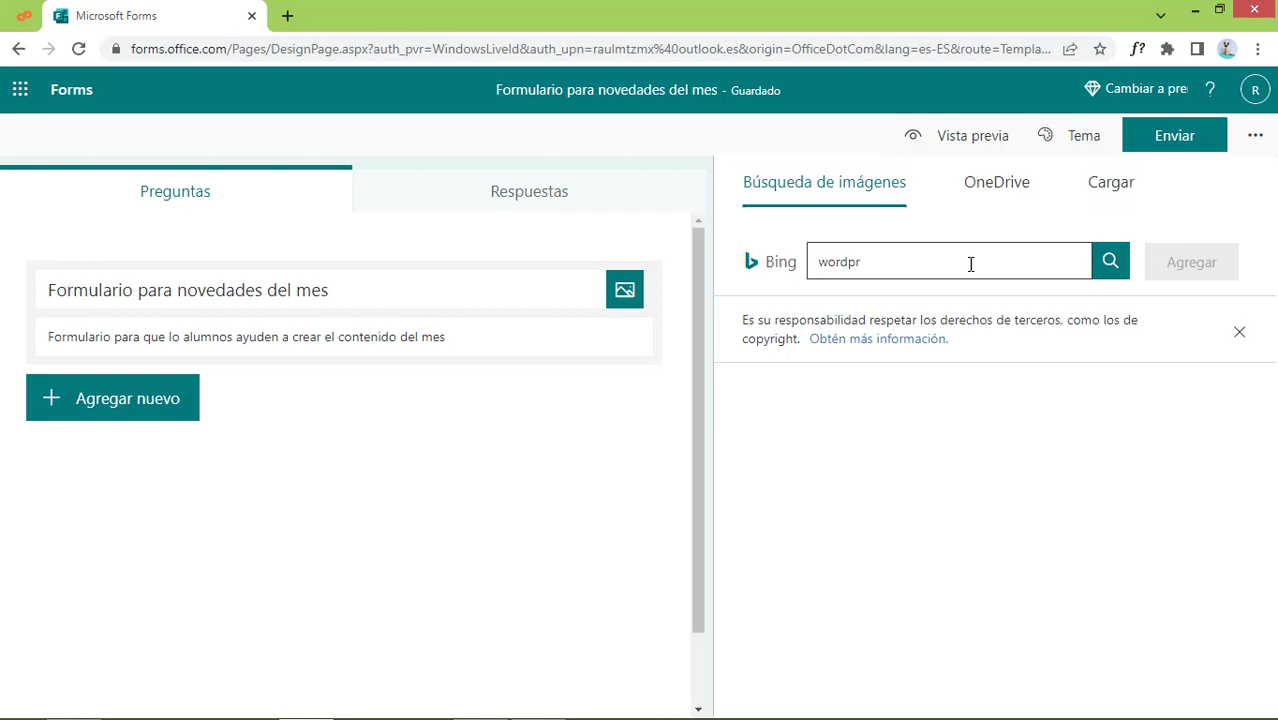 Microsoft Forms
forms.office.com/Pages/DesignPage.aspx?auth_pvr=WindowsLiveId&auth_upn=raulmtzmx%40outlook.es&origin=OfficeDotCom&lang=es-ES&route=Templa...
f?
Forms
Formulario para novedades del mes - Guardado
Cambiar a pre
?
R
Vista previa
Tema
Enviar
Preguntas
Respuestas
Formulario para novedades del mes
Formulario para que lo alumnos ayuden a crear el contenido del mes
Agregar nuevo
Búsqueda de imágenes
OneDrive
Cargar
Bing
wordpr
Agregar
Es su responsabilidad respetar los derechos de terceros, como los de
copyright. Obtén más información.